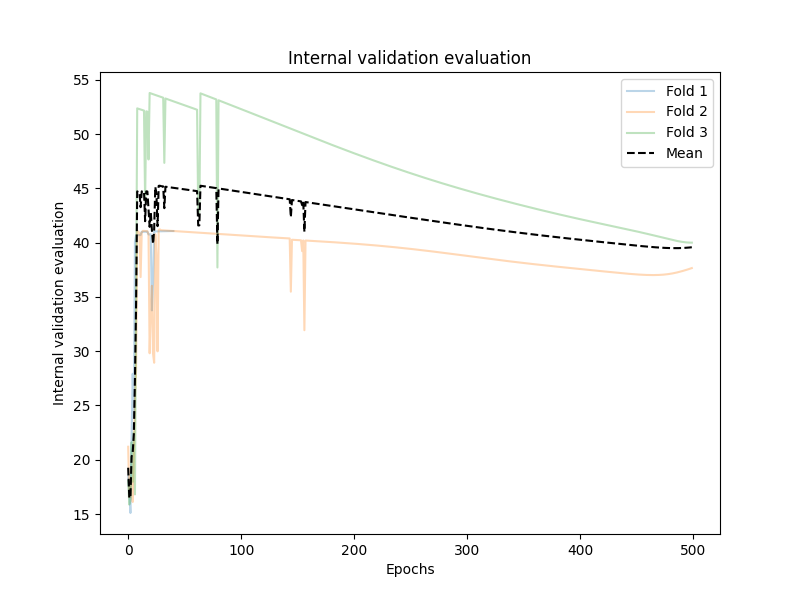 Internal validation evaluation
Fold 1
Fold 2
Fold 3
Mean
Internal validation evaluation
55
50
45
40
35
30
25
20
15
0 100 200 300 400 500
Epochs